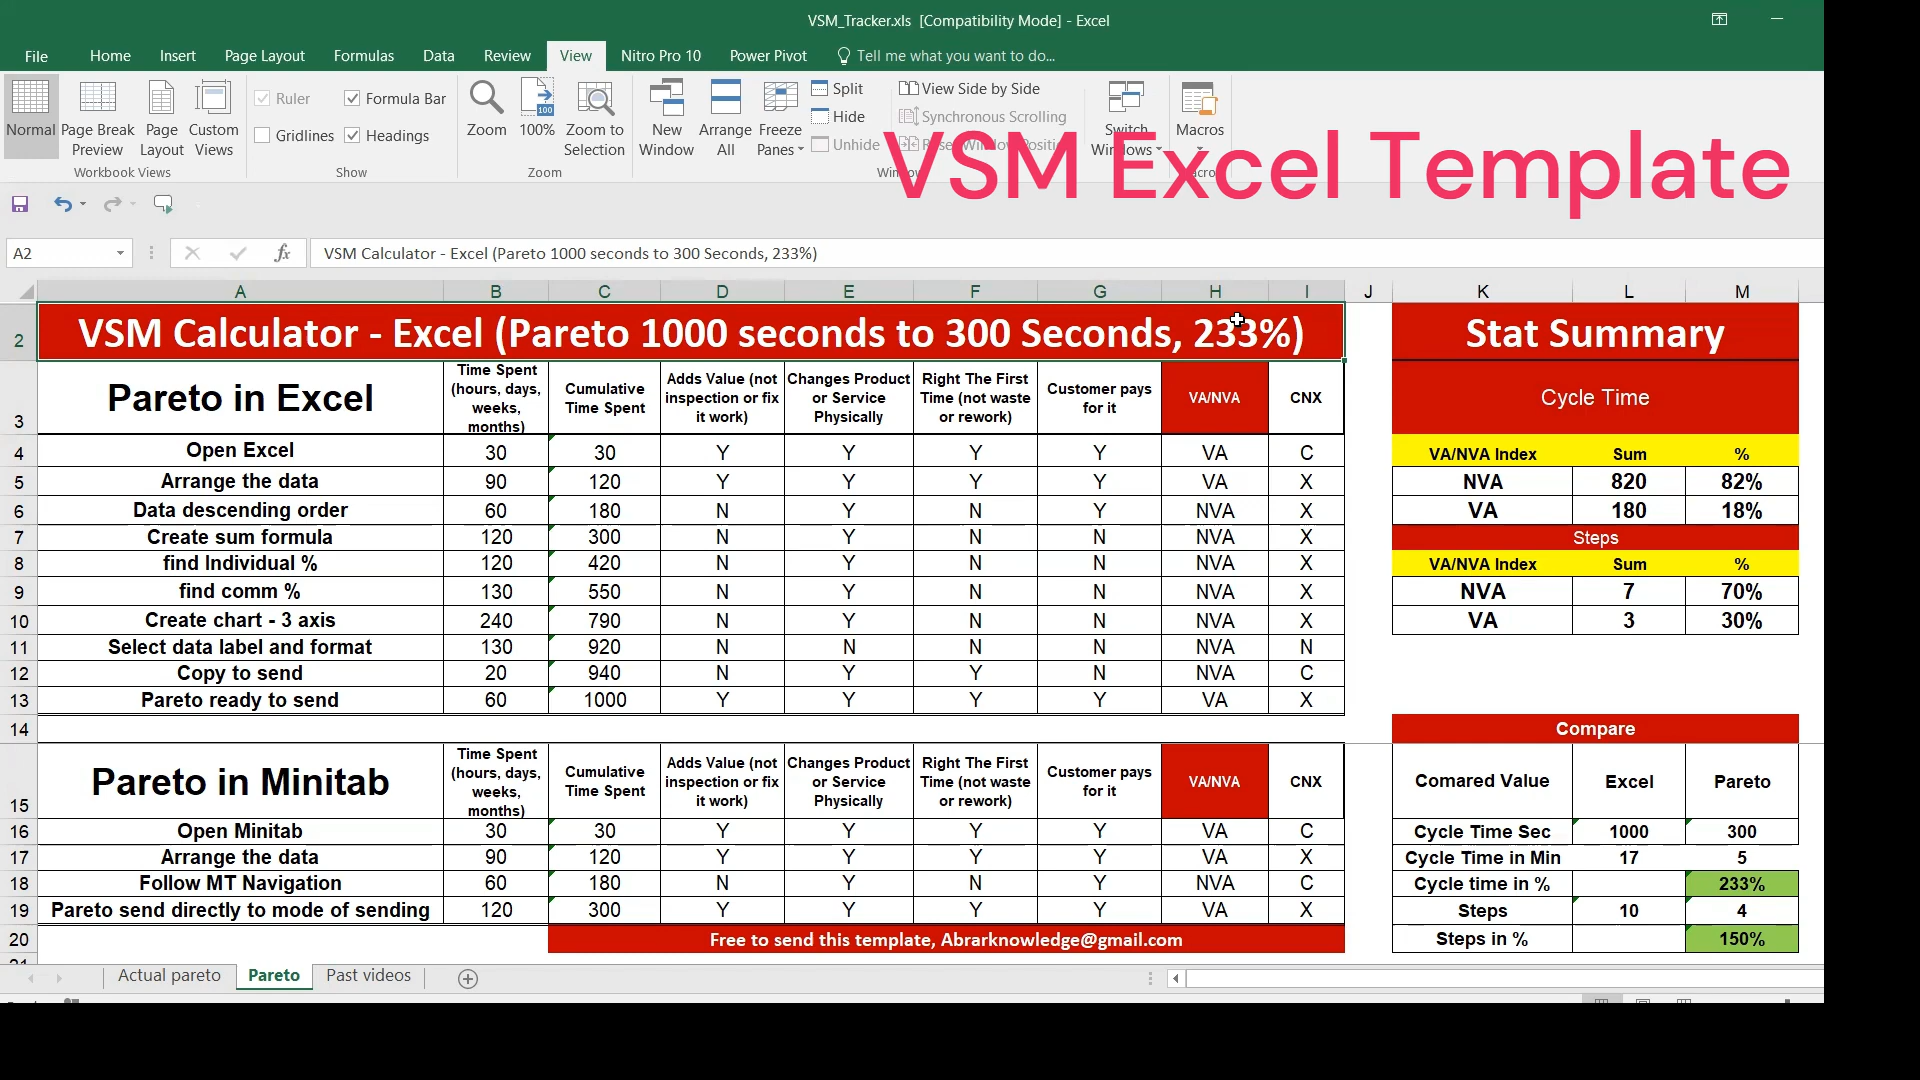 VSM_Tracker.xls [Compatibility Mode] - Excel
File Home Insert Page Layout Formulas Data Review View Nitro Pro 10 Power Pivot Tell me what you want to do...
Normal
Page Break Preview
Page Layout
Custom Views
Workbook Views
Ruler
Formula Bar
Gridlines
Headings
Show
Zoom
100
100%
Zoom to Selection
Zoom
New Window
Arrange All
Freeze Panes
Split
Hide
Unhide
View Side by Side
Synchronous Scrolling
Switch Windows
Macros
VSM Excel Template
A2
fx
VSM Calculator - Excel (Pareto 1000 seconds to 300 Seconds, 233%)
A B C D E F G H I J K L M
2 VSM Calculator - Excel (Pareto 1000 seconds to 300 Seconds, 233%) Stat Summary
3 Pareto in Excel Time Spent (hours, days, weeks, months) Cumulative Time Spent Adds Value (not inspection or fix it work) Changes Product or Service Physically Right The First Time (not waste or rework) Customer pays for it VA/NVA CNX Cycle Time
4 Open Excel 30 30 Y Y Y Y VA C VA/NVA Index Sum %
5 Arrange the data 90 120 Y Y Y Y VA X NVA 820 82%
6 Data descending order 60 180 N Y N Y NVA X VA 180 18%
7 Create sum formula 120 300 N Y N N NVA X Steps
8 find Individual % 120 420 N Y N N NVA X VA/NVA Index Sum %
9 find comm % 130 550 N Y N N NVA X NVA 7 70%
10 Create chart - 3 axis 240 790 N Y N N NVA X VA 3 30%
11 Select data label and format 130 920 N N N N NVA N
12 Copy to send 20 940 N Y Y N NVA C
13 Pareto ready to send 60 1000 Y Y Y Y VA X
14 Compare
15 Pareto in Minitab Time Spent (hours, days, weeks, months) Cumulative Time Spent Adds Value (not inspection or fix it work) Changes Product or Service Physically Right The First Time (not waste or rework) Customer pays for it VA/NVA CNX Comared Value Excel Pareto
16 Open Minitab 30 30 Y Y Y Y VA C Cycle Time Sec 1000 300
17 Arrange the data 90 120 Y Y Y Y VA X Cycle Time in Min 17 5
18 Follow MT Navigation 60 180 N Y N Y NVA C Cycle time in % 233%
19 Pareto send directly to mode of sending 120 300 Y Y Y Y VA X Steps 10 4
20 Free to send this template, Abrarknowledge@gmail.com Steps in % 150%
Actual pareto Pareto Past videos